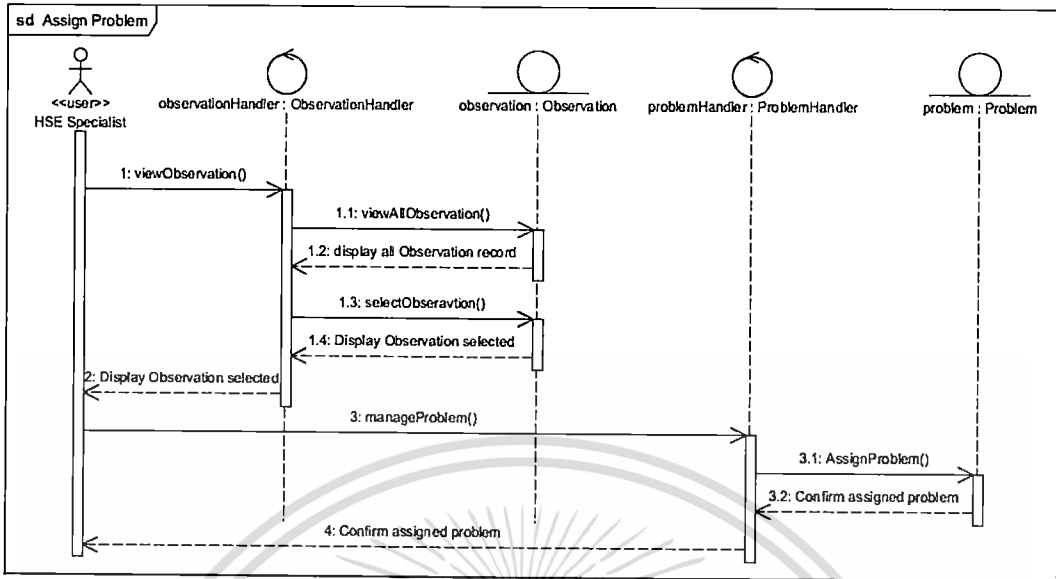 sd Assign Problem
<<user>>
HSE Specialist
observationHandler : ObservationHandler
observation : Observation
problemHandler : ProblemHandler
problem : Problem
1: viewObservation()
1.1: viewAllObservation()
1.2: display all Observation record
1.3: selectObseravtion()
1.4: Display Observation selected
2: Display Observation selected
3: manageProblem()
3.1: AssignProblem()
3.2: Confirm assigned problem
4: Confirm assigned problem